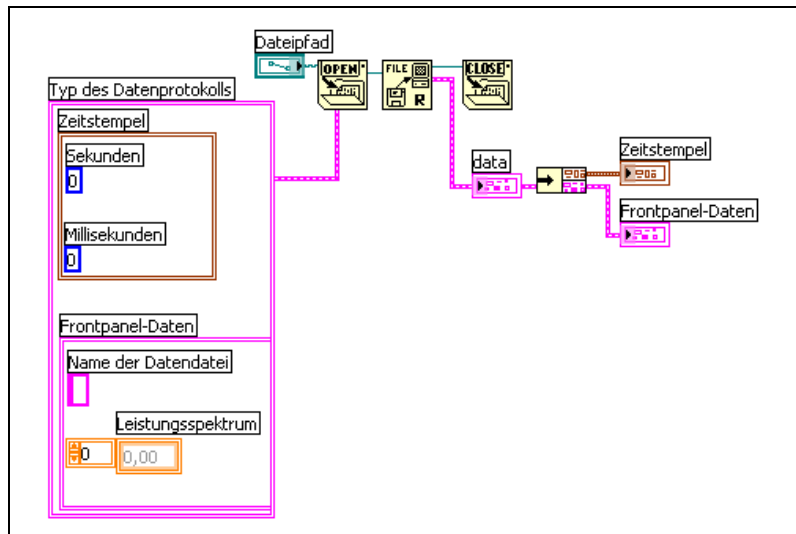 Dateipfad
OPEN
FILE
R
CLOSE
Typ des Datenprotokolls
Zeitstempel
Sekunden
0
Millisekunden
0
data
Zeitstempel
Frontpanel-Daten
Frontpanel-Daten
Name der Datendatei
Leistungsspektrum
0
0,00